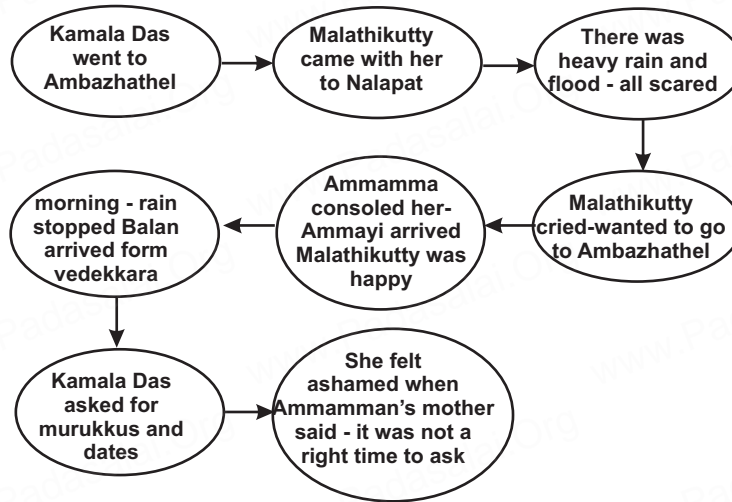 Kamala Das
went to
Ambazhathel
Malathikutty
came with her
to Nalapat
There was
heavy rain and
flood - all scared
Malathikutty
cried-wanted to go
to Ambazhathel
Ammamma
consoled her-
Ammayi arrived
Malathikutty was
happy
morning - rain
stopped Balan
arrived form
vedekkara
Kamala Das
asked for
murukkus and
dates
She felt
ashamed when
Ammamman's mother
said - it was not a
right time to ask